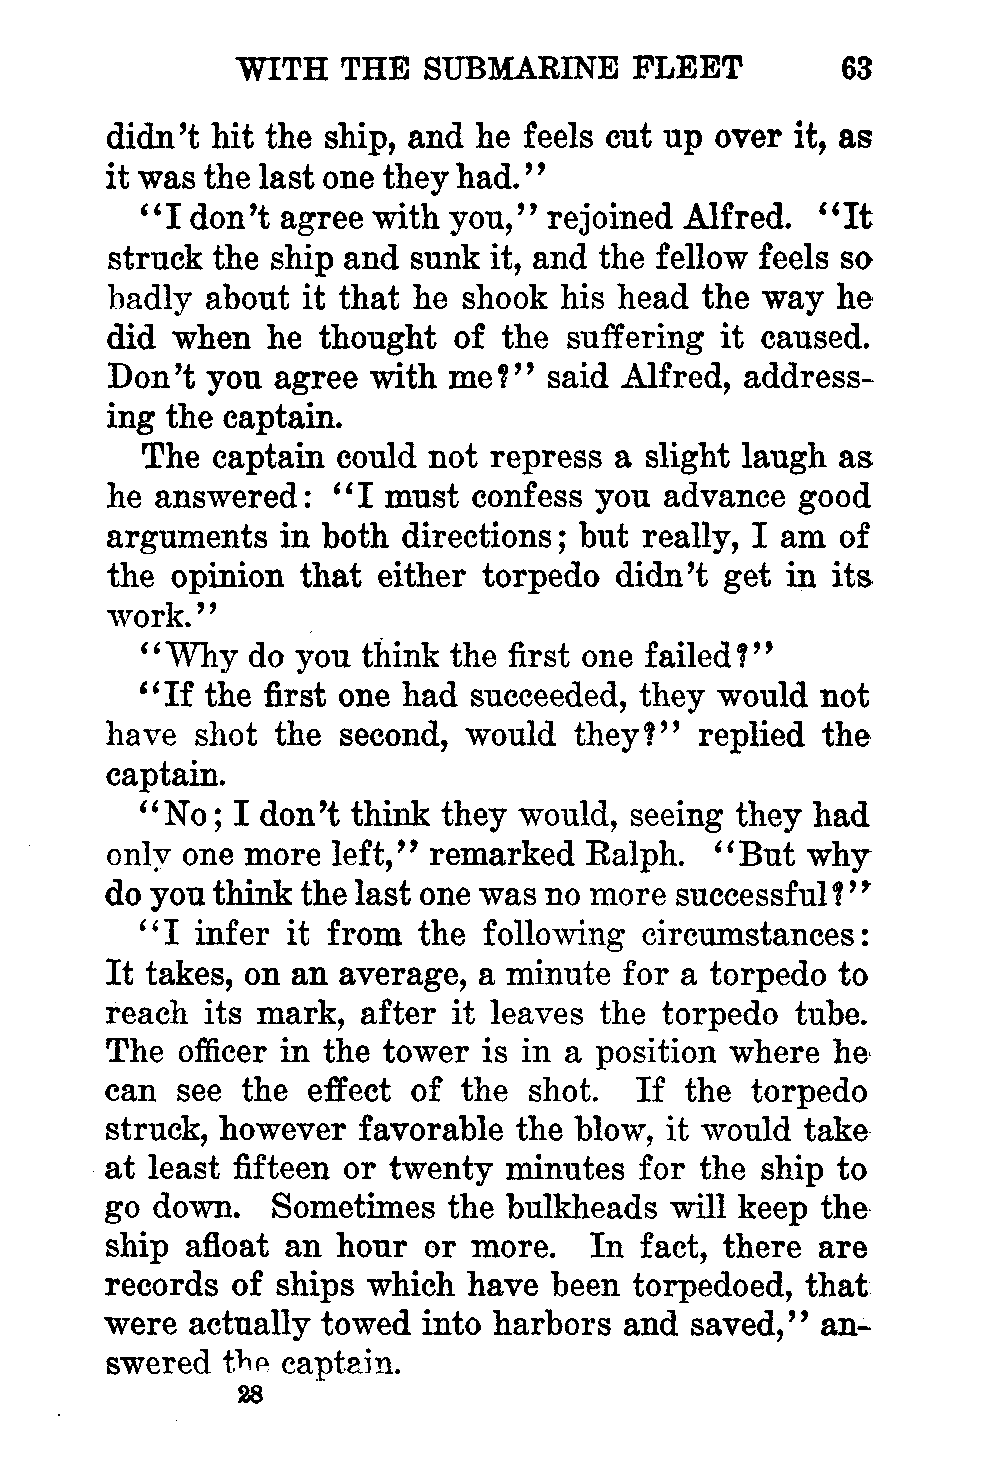 WITH THE SUBMARINE FLEET 63
didn't hit the ship, and he feels cut up over it, as
it was the last one they had."
"I don't agree with you," rejoined Alfred. "It
struck the ship and sunk it, and the fellow feels so
badly about it that he shook his head the way he
did when he thought of the suffering it caused.
Don't you agree with me?" said Alfred, address-
ing the captain.
The captain could not repress a slight laugh as
he answered: "I must confess you advance good
arguments in both directions; but really, I am of
the opinion that either torpedo didn't get in its
work."
"Why do you think the first one failed?"
"If the first one had succeeded, they would not
have shot the second, would they?" replied the
captain.
"No; I don't think they would, seeing they had
only one more left," remarked Ralph. "But why
do you think the last one was no more successful?"
"I infer it from the following circumstances:
It takes, on an average, a minute for a torpedo to
reach its mark, after it leaves the torpedo tube.
The officer in the tower is in a position where he
can see the effect of the shot. If the torpedo
struck, however favorable the blow, it would take
at least fifteen or twenty minutes for the ship to
go down. Sometimes the bulkheads will keep the
ship afloat an hour or more. In fact, there are
records of ships which have been torpedoed, that
were actually towed into harbors and saved," an-
swered the captain.
28